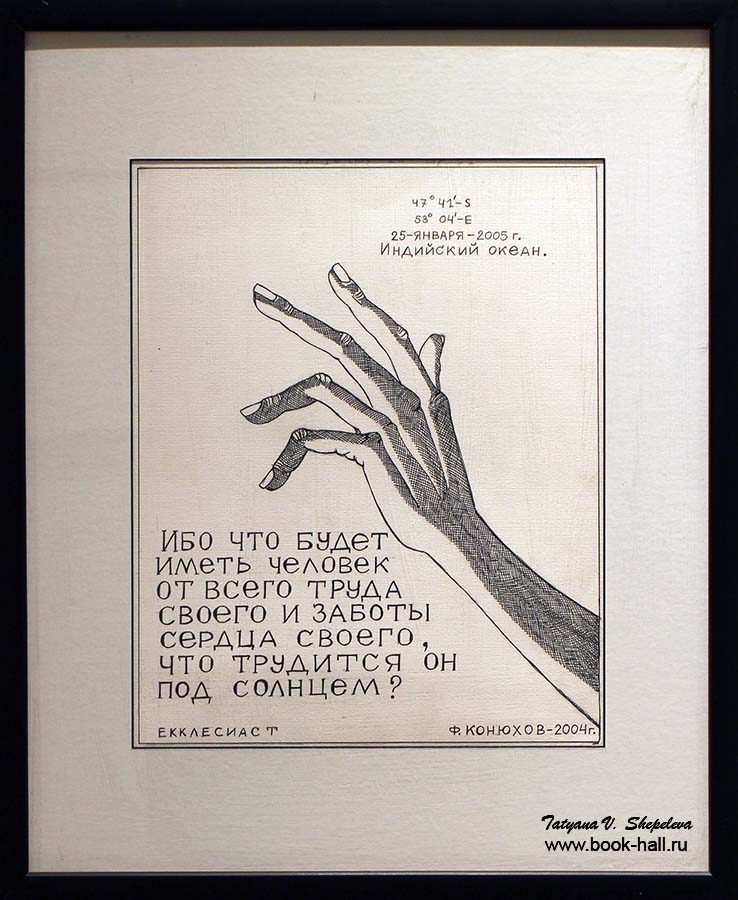 47° 41'-S
53° 04'-E
25-ЯНВАРЯ-2005 г.
Индийский океан.
Ибо что будет
иметь человек
от всего труда
своего и заботы
сердца своего,
что трудится он
под солнцем?
ЕККЛЕСИАСТ
Ф. КОНЮХОВ-2004г.
Tatyana V. Shepeleva
www.book-hall.ru